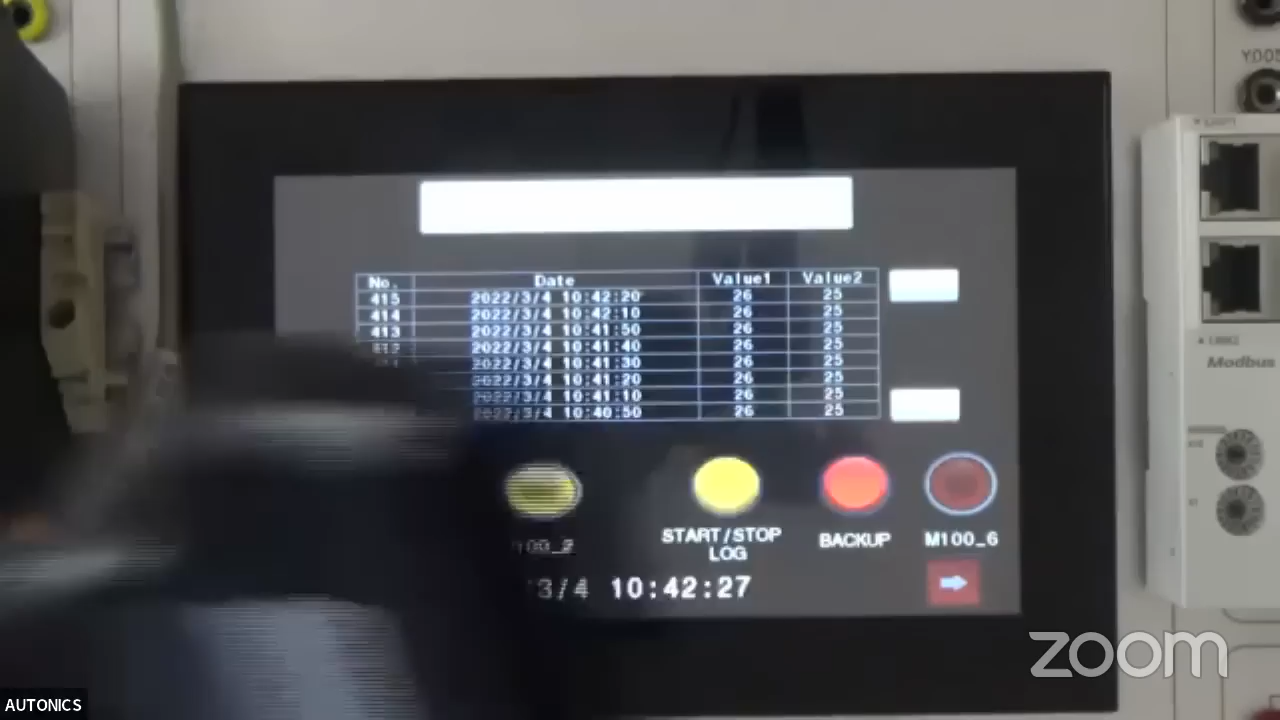 No. Date Value1 Value2
415 2022/3/4 10:42:20 26 25
414 2022/3/4 10:42:10 26 25
413 2022/3/4 10:41:50 26 25
2022/3/4 10:41:40 26 25
2022/3/4 10:41:30 26 25
2022/3/4 10:41:20 26 25
2022/3/4 10:41:10 26 25
2022/3/4 10:40:50 26 25
START/STOP LOG
BACKUP
M100_6
3/4 10:42:27
Modbus
zoom
AUTONICS